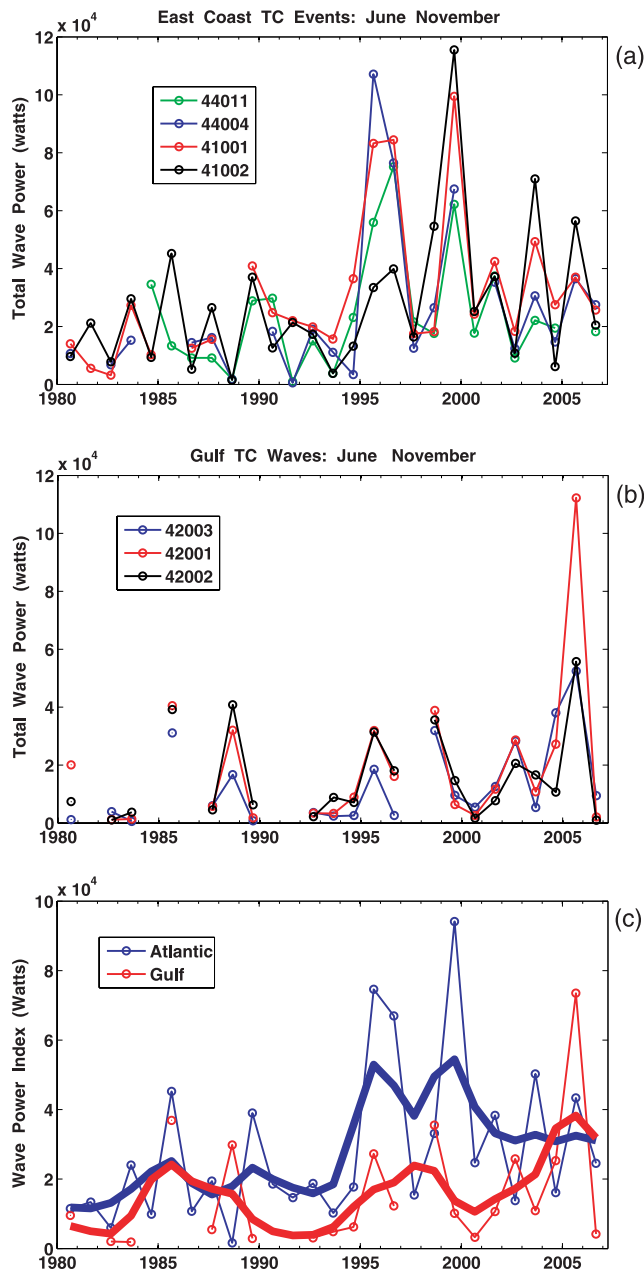 East Coast TC Events: June November
(a)
x 10^4
Total Wave Power (watts)
12
10
8
6
4
2
0
44011
44004
41001
41002
1980 1985 1990 1995 2000 2005
Gulf TC Waves: June November
(b)
x 10^4
Total Wave Power (watts)
12
10
8
6
4
2
0
42003
42001
42002
1980 1985 1990 1995 2000 2005
(c)
x 10^4
Wave Power Index (Watts)
10
8
6
4
2
0
Atlantic
Gulf
1980 1985 1990 1995 2000 2005